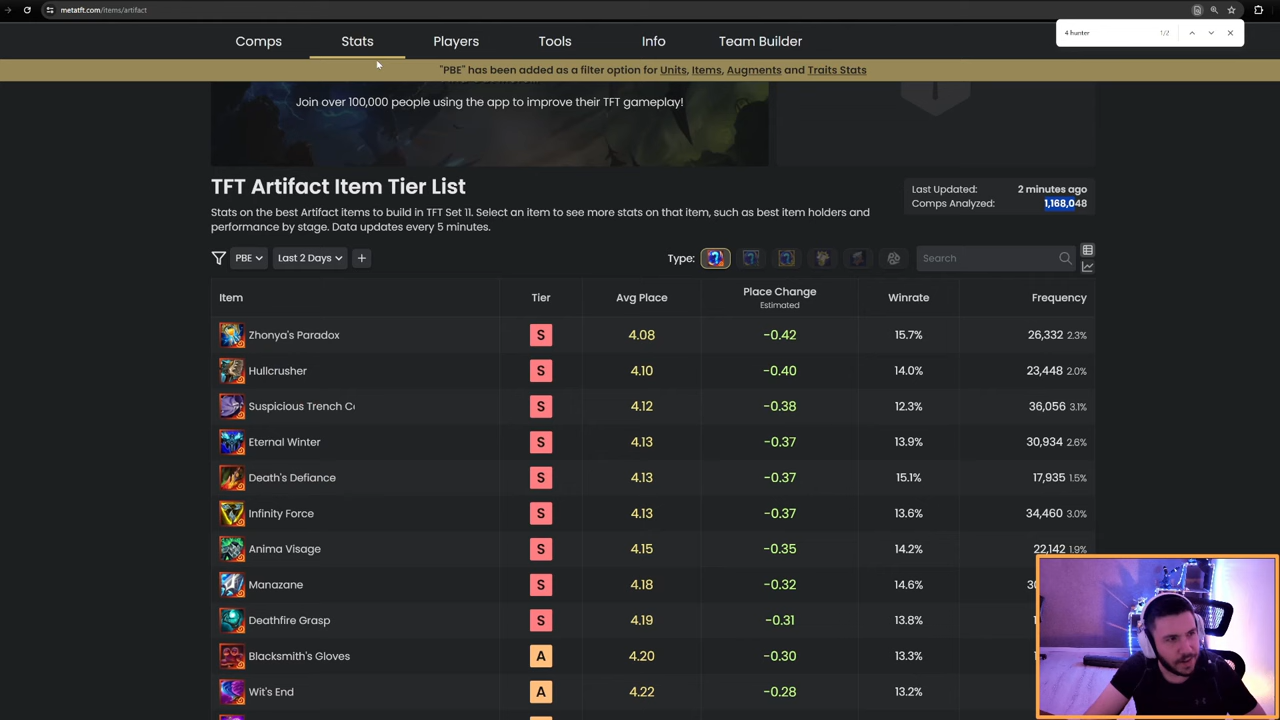 metatft.com/items/artifact
4 hunter 1/2
Comps Stats Players Tools Info Team Builder
"PBE" has been added as a filter option for Units, Items, Augments and Traits Stats
Join over 100,000 people using the app to improve their TFT gameplay!
TFT Artifact Item Tier List
Last Updated: 2 minutes ago
Comps Analyzed: 1,168,048
Stats on the best Artifact items to build in TFT Set 11. Select an item to see more stats on that item, such as best item holders and
performance by stage. Data updates every 5 minutes.
PBE Last 2 Days + Type: Search
Item Tier Avg Place Place Change Winrate Frequency
Estimated
Zhonya's Paradox S 4.08 -0.42 15.7% 26,332 2.3%
Hullcrusher S 4.10 -0.40 14.0% 23,448 2.0%
Suspicious Trench S 4.12 -0.38 12.3% 36,056 3.1%
Eternal Winter S 4.13 -0.37 13.9% 30,934 2.6%
Death's Defiance S 4.13 -0.37 15.1% 17,935 1.5%
Infinity Force S 4.13 -0.37 13.6% 34,460 3.0%
Anima Visage S 4.15 -0.35 14.2% 22,142 1.9%
Manazane S 4.18 -0.32 14.6%
Deathfire Grasp S 4.19 -0.31 13.8%
Blacksmith's Gloves A 4.20 -0.30 13.3%
Wit's End A 4.22 -0.28 13.2%